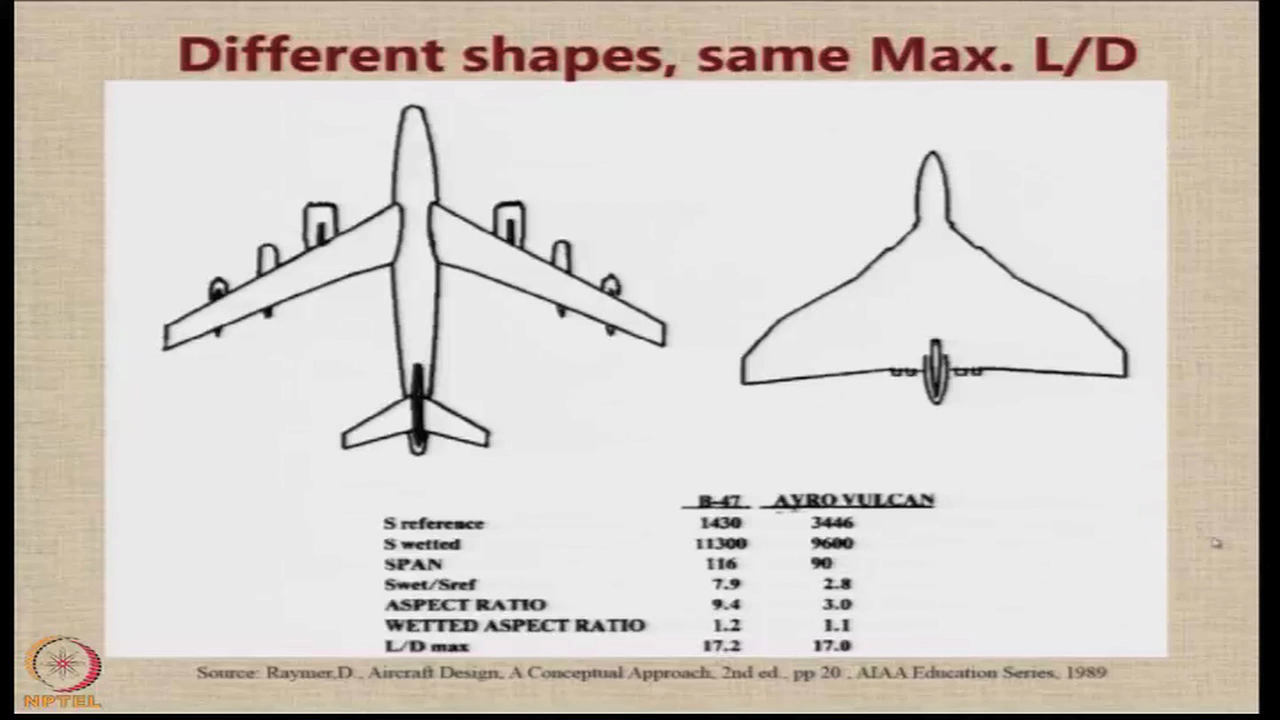 Different shapes, same Max. L/D
B-47 AVRO VULCAN
S reference 1430 3446
S wetted 11300 9600
SPAN 116 90
Swet/Sref 7.9 2.8
ASPECT RATIO 9.4 3.0
WETTED ASPECT RATIO 1.2 1.1
L/D max 17.2 17.0
Source: Raymer,D., Aircraft Design, A Conceptual Approach, 2nd ed., pp 20 , AIAA Education Series, 1989
NPTEL